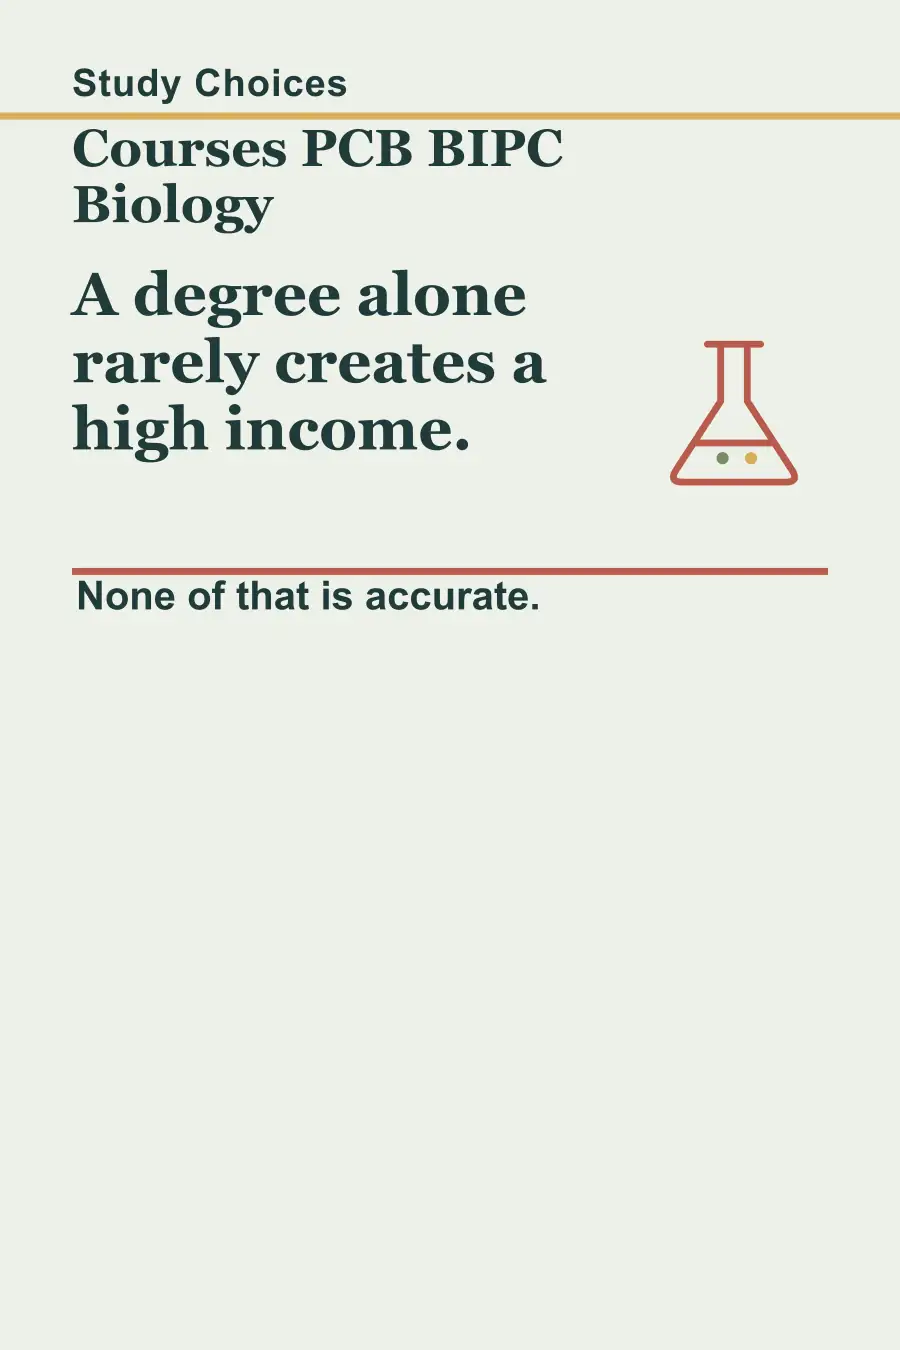 Study Choices
Courses PCB BIPC
Biology
A degree alone
rarely creates a
high income.
None of that is accurate.